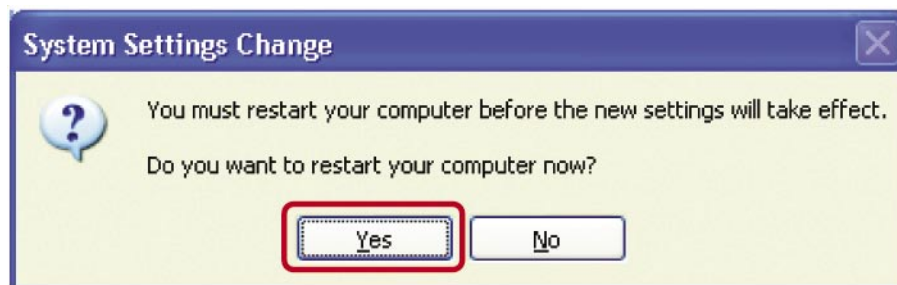 System Settings Change
You must restart your computer before the new settings will take effect.
Do you want to restart your computer now?
Yes
No